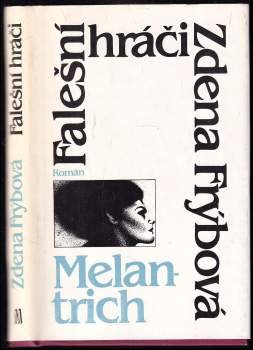 Zdena Frýbová Falešní hráči
M
Falešní
hráči
Zdena Frýbová
Román
Melan-
trich